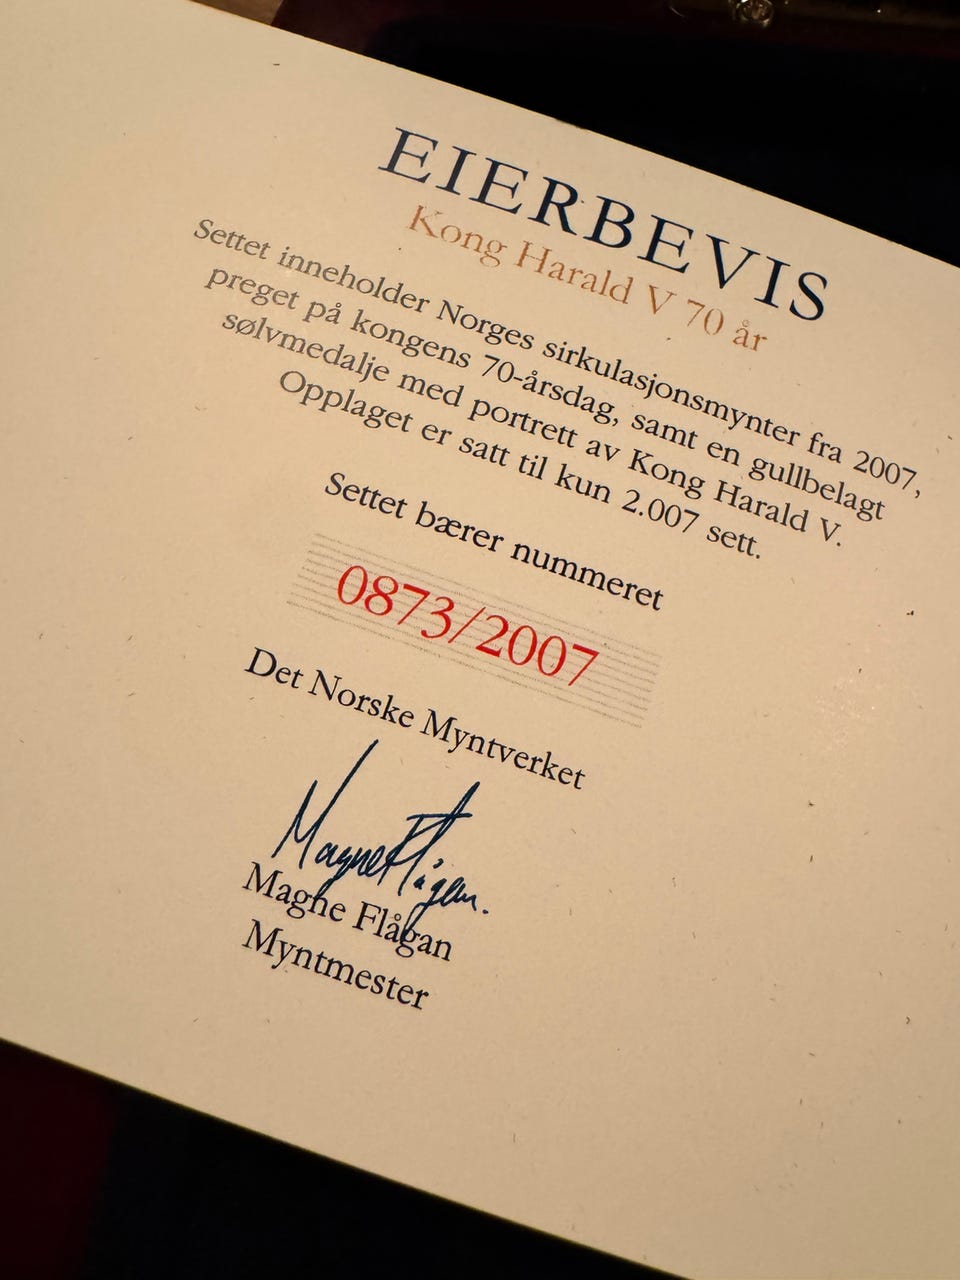 EIERBEVIS
Kong Harald V 70 år
Settet inneholder Norges sirkulasjonsmynter fra 2007,
preget på kongens 70-årsdag, samt en gullbelagt
sølvmedalje med portrett av Kong Harald V.
Opplaget er satt til kun 2.007 sett.
Settet bærer nummeret
0873/2007
Det Norske Myntverket
Magne Flågan.
Magne Flågan
Myntmester